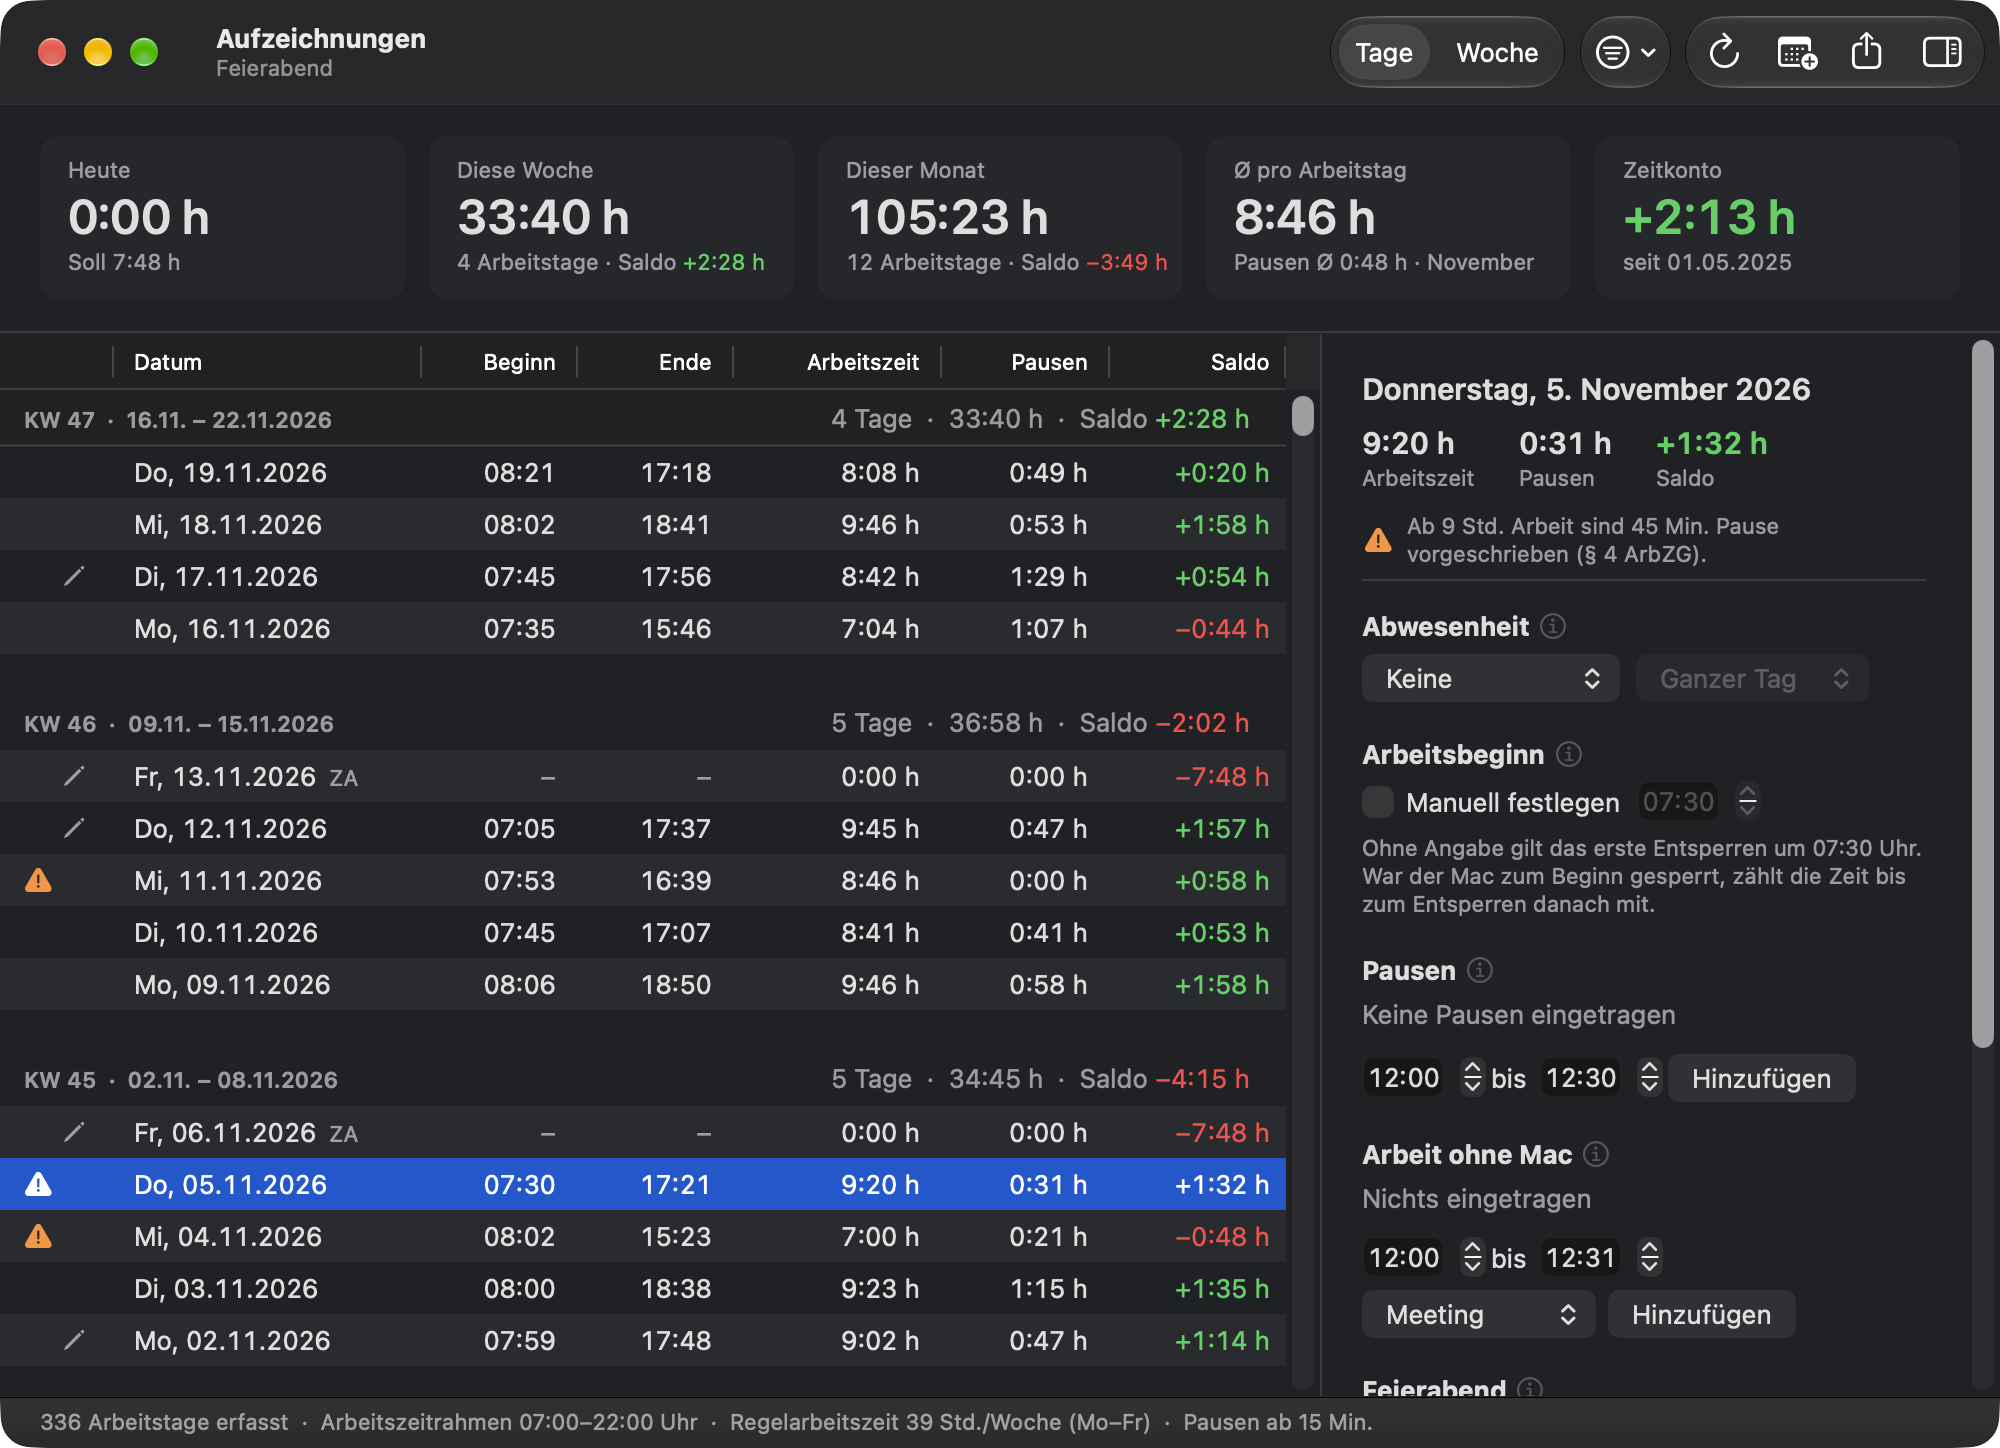 Aufzeichnungen
Feierabend
Tage Woche
Heute
0:00 h
Soll 7:48 h
Diese Woche
33:40 h
4 Arbeitstage · Saldo +2:28 h
Dieser Monat
105:23 h
12 Arbeitstage · Saldo −3:49 h
Ø pro Arbeitstag
8:46 h
Pausen Ø 0:48 h · November
Zeitkonto
+2:13 h
seit 01.05.2025
Datum Beginn Ende Arbeitszeit Pausen Saldo
KW 47 · 16.11. – 22.11.2026 4 Tage · 33:40 h · Saldo +2:28 h
Do, 19.11.2026 08:21 17:18 8:08 h 0:49 h +0:20 h
Mi, 18.11.2026 08:02 18:41 9:46 h 0:53 h +1:58 h
Di, 17.11.2026 07:45 17:56 8:42 h 1:29 h +0:54 h
Mo, 16.11.2026 07:35 15:46 7:04 h 1:07 h −0:44 h
KW 46 · 09.11. – 15.11.2026 5 Tage · 36:58 h · Saldo −2:02 h
Fr, 13.11.2026 ZA – – 0:00 h 0:00 h −7:48 h
Do, 12.11.2026 07:05 17:37 9:45 h 0:47 h +1:57 h
Mi, 11.11.2026 07:53 16:39 8:46 h 0:00 h +0:58 h
Di, 10.11.2026 07:45 17:07 8:41 h 0:41 h +0:53 h
Mo, 09.11.2026 08:06 18:50 9:46 h 0:58 h +1:58 h
KW 45 · 02.11. – 08.11.2026 5 Tage · 34:45 h · Saldo −4:15 h
Fr, 06.11.2026 ZA – – 0:00 h 0:00 h −7:48 h
Do, 05.11.2026 07:30 17:21 9:20 h 0:31 h +1:32 h
Mi, 04.11.2026 08:02 15:23 7:00 h 0:21 h −0:48 h
Di, 03.11.2026 08:00 18:38 9:23 h 1:15 h +1:35 h
Mo, 02.11.2026 07:59 17:48 9:02 h 0:47 h +1:14 h
Donnerstag, 5. November 2026
9:20 h 0:31 h +1:32 h
Arbeitszeit Pausen Saldo
Ab 9 Std. Arbeit sind 45 Min. Pause
vorgeschrieben (§ 4 ArbZG).
Abwesenheit
Keine Ganzer Tag
Arbeitsbeginn
Manuell festlegen 07:30
Ohne Angabe gilt das erste Entsperren um 07:30 Uhr.
War der Mac zum Beginn gesperrt, zählt die Zeit bis
zum Entsperren danach mit.
Pausen
Keine Pausen eingetragen
12:00 bis 12:30 Hinzufügen
Arbeit ohne Mac
Nichts eingetragen
12:00 bis 12:31
Meeting Hinzufügen
Feierabend
336 Arbeitstage erfasst · Arbeitszeitrahmen 07:00–22:00 Uhr · Regelarbeitszeit 39 Std./Woche (Mo–Fr) · Pausen ab 15 Min.